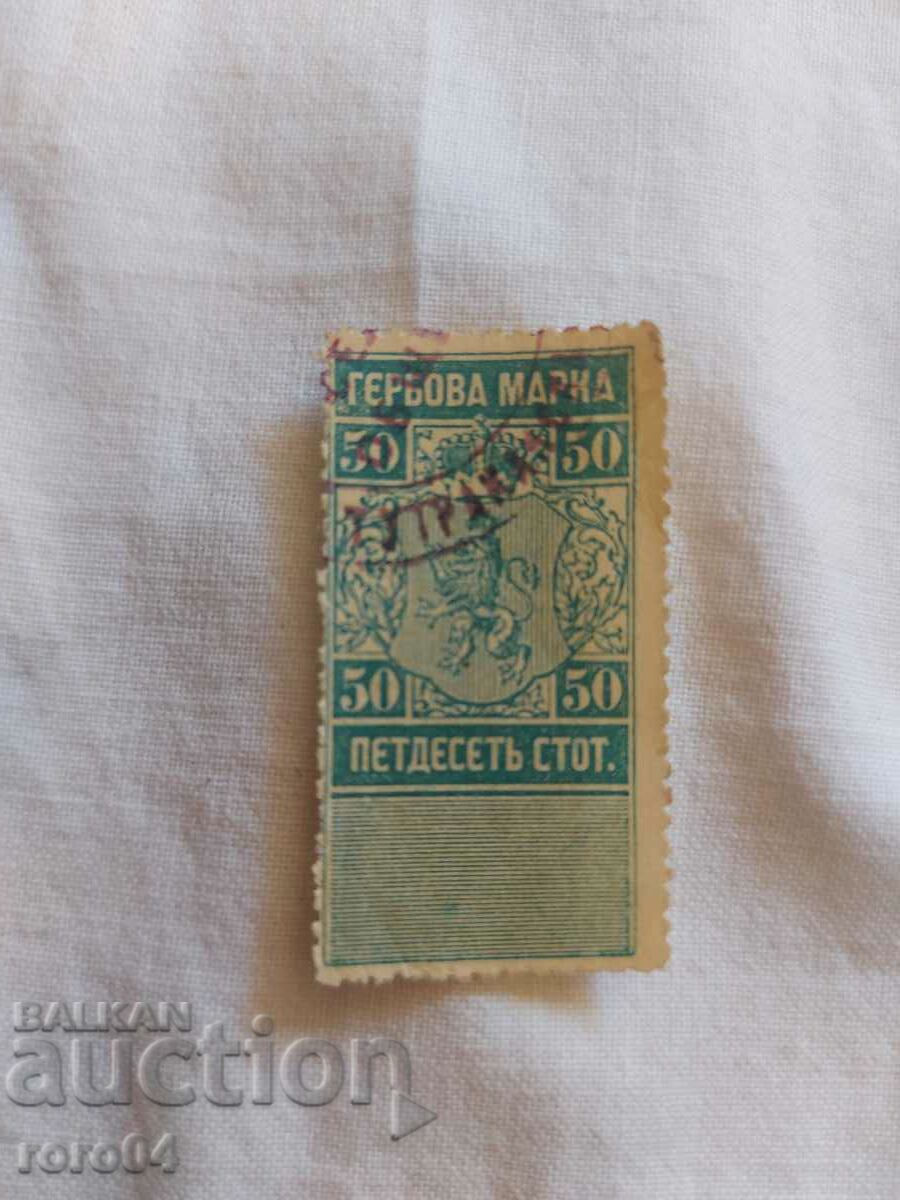 ГЕРБОВА МАРКА
50 50
50 50
ПЕТДЕСЕТЬ СТОТ.
BALKAN
auction
roro04